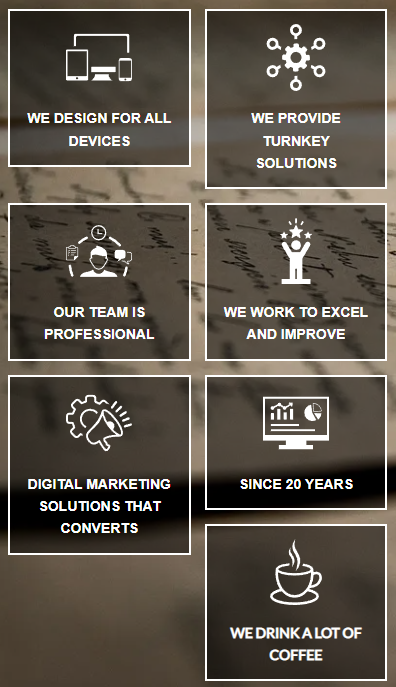 WE DESIGN FOR ALL
DEVICES
WE PROVIDE
TURNKEY
SOLUTIONS
OUR TEAM IS
PROFESSIONAL
WE WORK TO EXCEL
AND IMPROVE
DIGITAL MARKETING
SOLUTIONS THAT
CONVERTS
SINCE 20 YEARS
WE DRINK A LOT OF
COFFEE